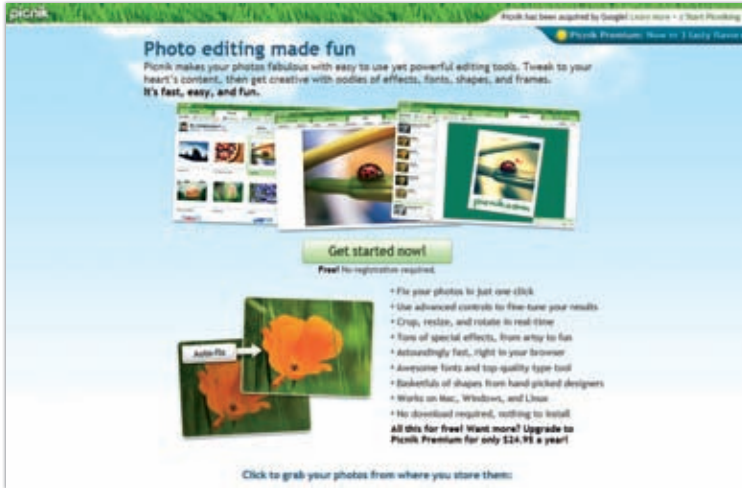 picnik
Picnik has been acquired by Google! Learn more • Start Picniking
Picnik Premium: Now in 3 tasty flavors
Photo editing made fun
Picnik makes your photos fabulous with easy to use yet powerful editing tools. Tweak to your
heart's content, then get creative with oodles of effects, fonts, shapes, and frames.
It's fast, easy, and fun.
Get started now!
Free! No registration required.
Auto-fix
• Fix your photos in just one click
• Use advanced controls to fine-tune your results
• Crop, resize, and rotate in real-time
• Tons of special effects, from artsy to fun
• Astoundingly fast, right in your browser
• Awesome fonts and top quality type tool
• Basketfuls of shapes from hand-picked designers
• Works on Mac, Windows, and Linux
• No download required, nothing to install
All this for free! Want more? Upgrade to
Picnik Premium for only $24.95 a year!
Click to grab your photos from where you store them: